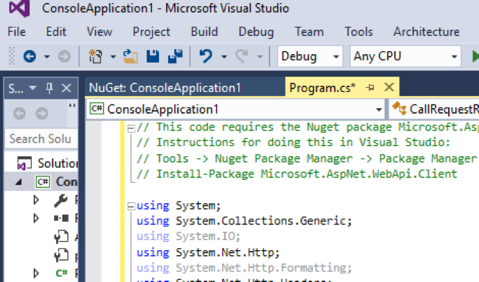 ConsoleApplication1 - Microsoft Visual Studio
File Edit View Project Build Debug Team Tools Architecture
Debug Any CPU
S... NuGet: ConsoleApplication1 Program.cs*
C# ConsoleApplication1 CallRequestR
Search Solu
// This code requires the Nuget package Microsoft.Asp
// Instructions for doing this in Visual Studio:
// Tools -> Nuget Package Manager -> Package Manager
// Install-Package Microsoft.AspNet.WebApi.Client
Solution
C# Con
using System;
using System.Collections.Generic;
using System.IO;
using System.Net.Http;
using System.Net.Http.Formatting;
C#